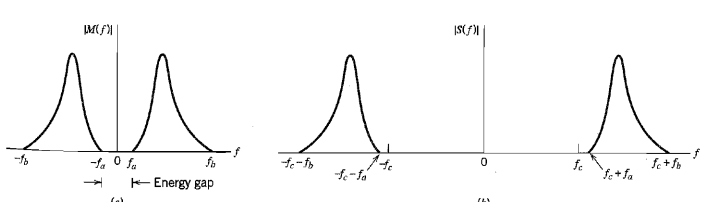 |M(f)|
-f_b
-f_a
0
f_a
f_b
f
Energy gap
(a)
|S(f)|
-f_c-f_b
-f_c-f_a
-f_c
0
f_c
f_c+f_a
f_c+f_b
f